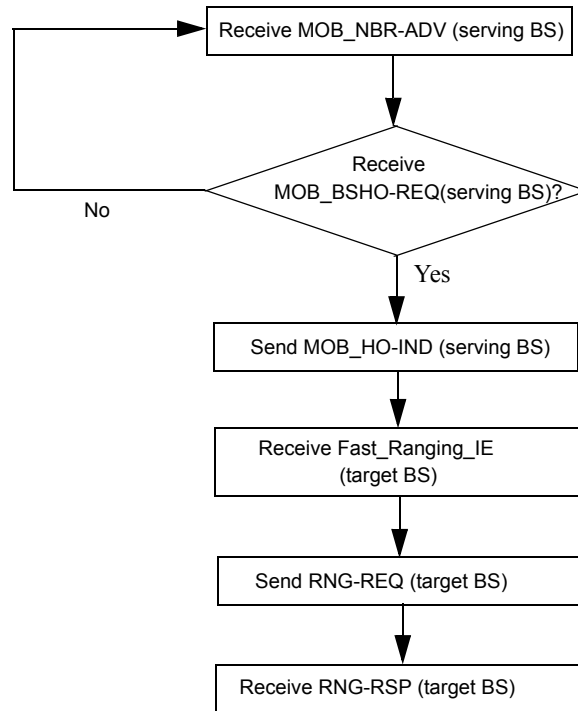 Receive MOB_NBR-ADV (serving BS)
Receive
MOB_BSHO-REQ(serving BS)?
No
Yes
Send MOB_HO-IND (serving BS)
Receive Fast_Ranging_IE
(target BS)
Send RNG-REQ (target BS)
Receive RNG-RSP (target BS)